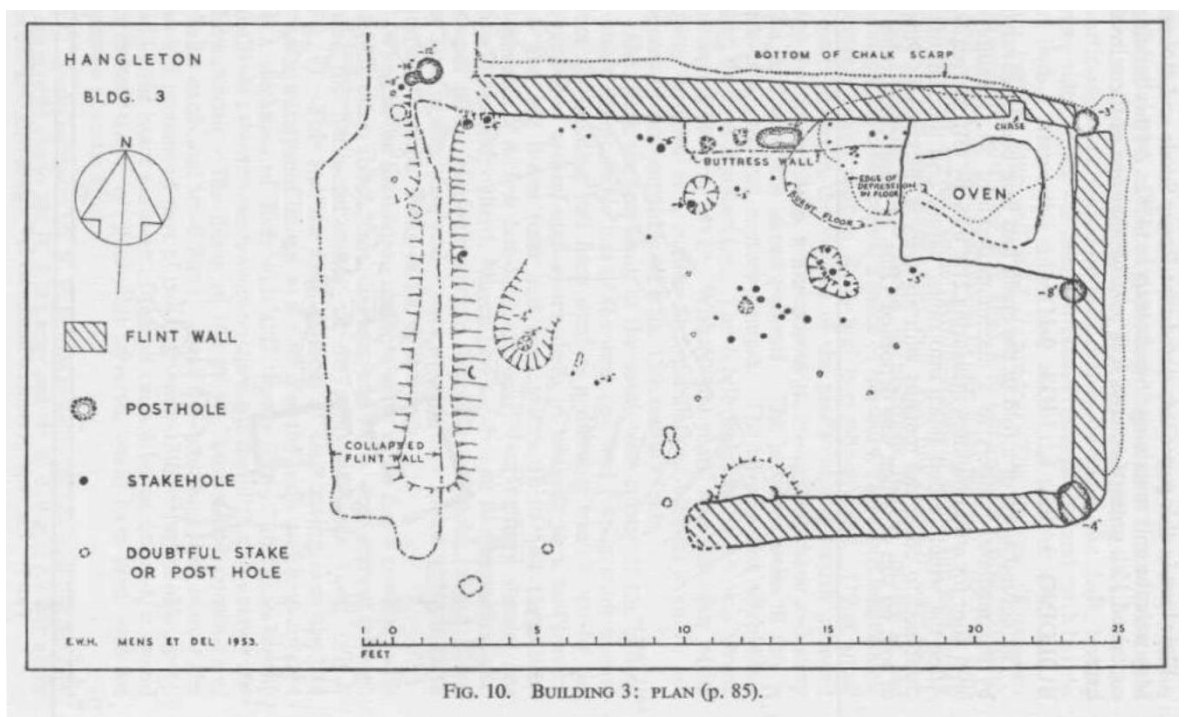 HANGLETON
BLDG. 3
N
FLINT WALL
POSTHOLE
STAKEHOLE
DOUBTFUL STAKE
OR POST HOLE
E.W.H. MENS ET DEL 1953.
BOTTOM OF CHALK SCARP
CHASE
BUTTRESS WALL
EDGE OF
DEPRESSION
IN FLOOR
BURNT FLOOR
OVEN
COLLAPSED
FLINT WALL
0 5 10 15 20 25
FEET
FIG. 10. BUILDING 3: PLAN (p. 85).